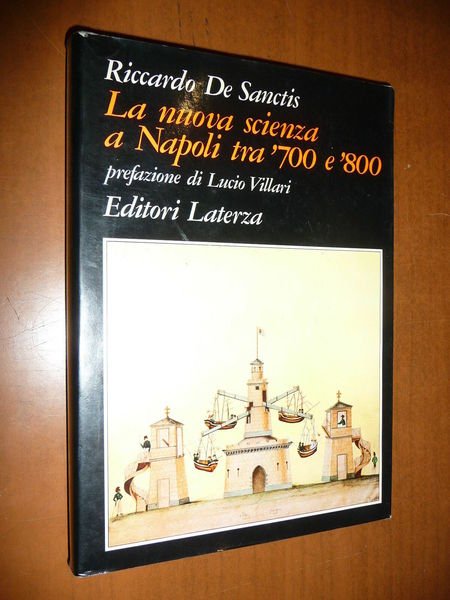 Riccardo De Sanctis
La nuova scienza
a Napoli tra '700 e '800
prefazione di Lucio Villari
Editori Laterza